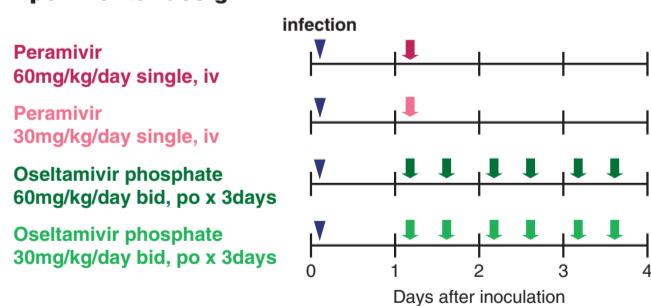 infection
Peramivir
60mg/kg/day single, iv
Peramivir
30mg/kg/day single, iv
Oseltamivir phosphate
60mg/kg/day bid, po x 3days
Oseltamivir phosphate
30mg/kg/day bid, po x 3days
0 1 2 3 4
Days after inoculation